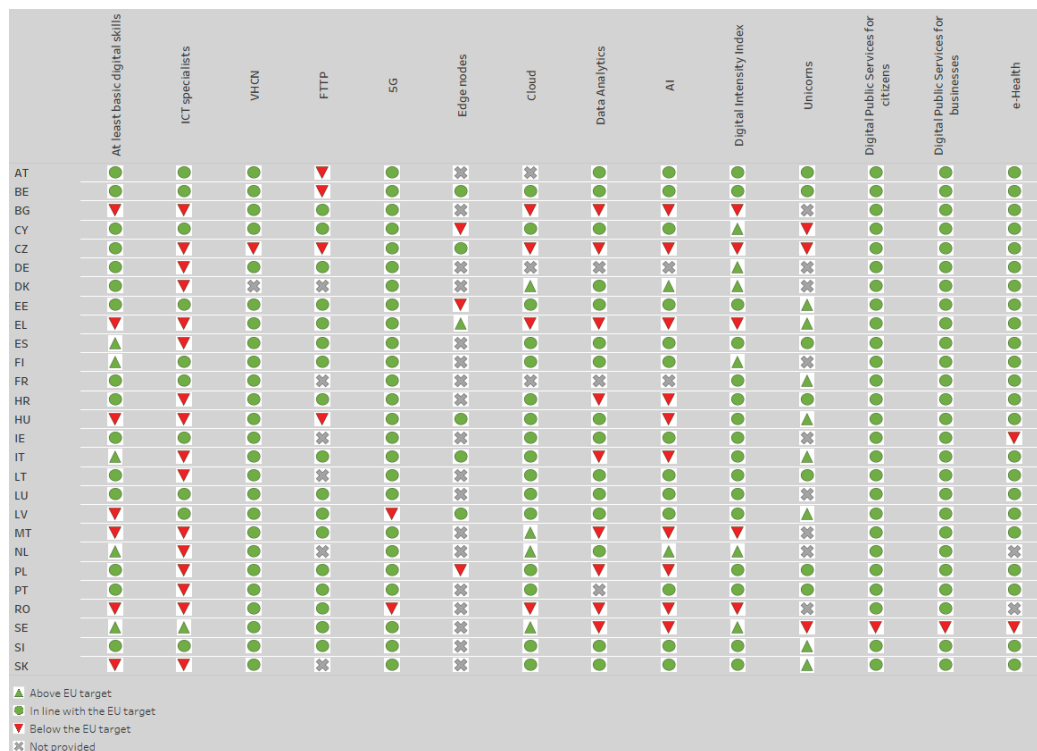 At least basic digital skills
ICT specialists
VHCN
FTTP
5G
Edge nodes
Cloud
Data Analytics
AI
Digital Intensity Index
Unicorns
Digital Public Services for
citizens
Digital Public Services for
businesses
e-Health
AT
BE
BG
CY
CZ
DE
DK
EE
EL
ES
FI
FR
HR
HU
IE
IT
LT
LU
LV
MT
NL
PL
PT
RO
SE
SI
SK
Above EU target
In line with the EU target
Below the EU target
Not provided